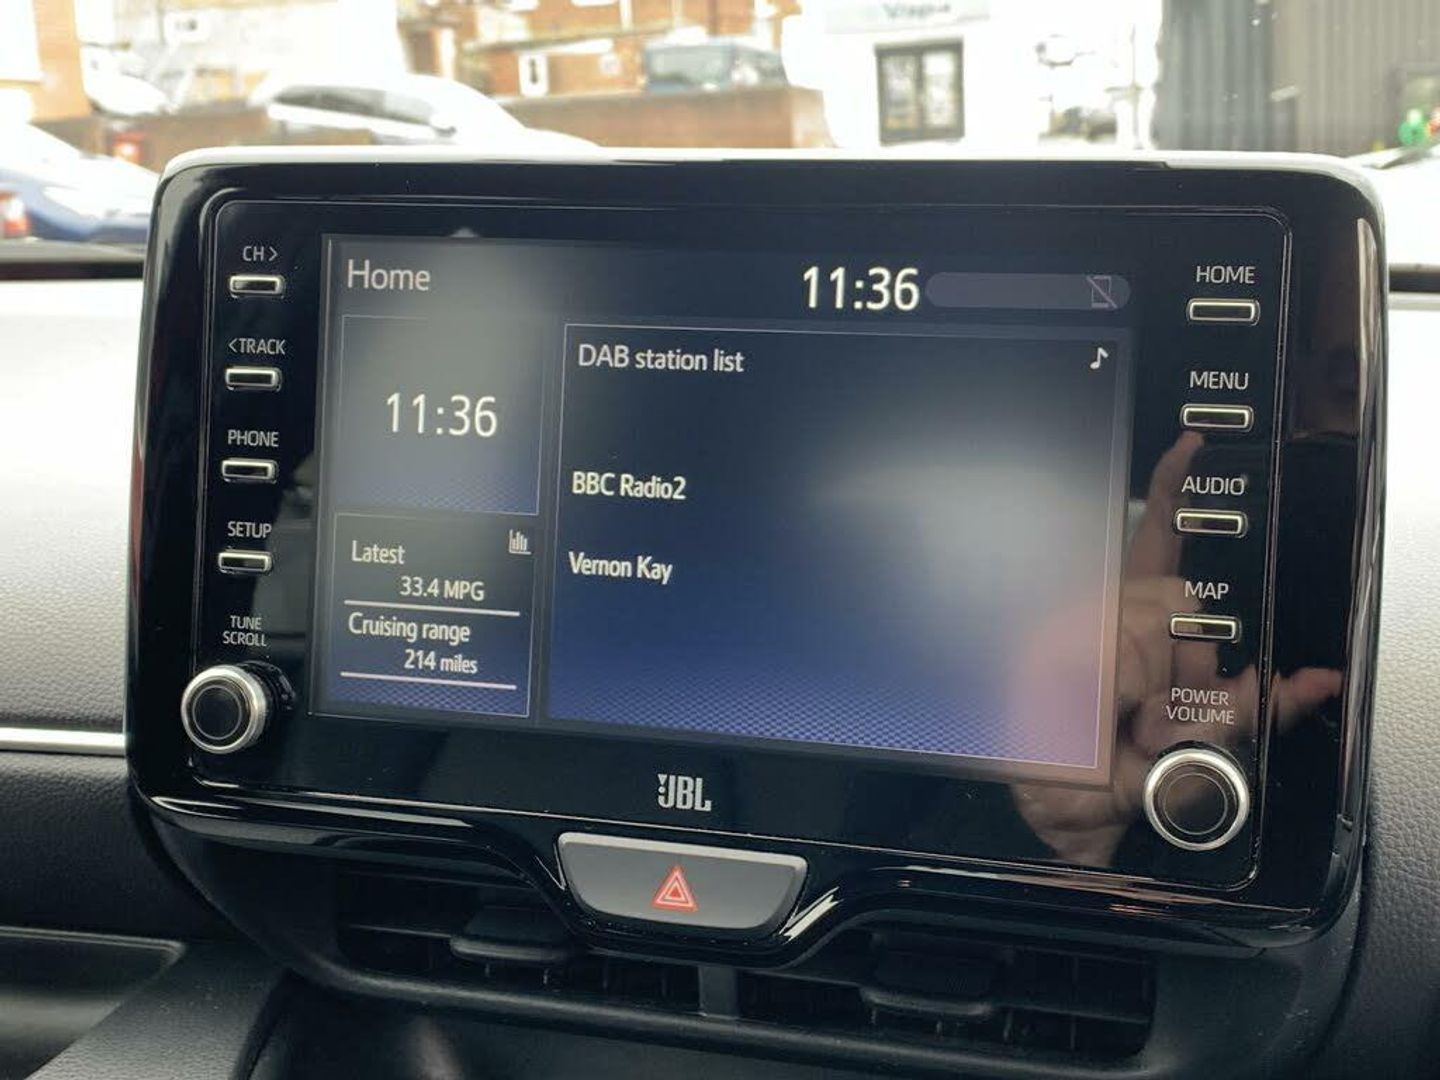 CH >
<TRACK
PHONE
SETUP
TUNE
SCROLL
Home
11:36
11:36
Latest
33.4 MPG
Cruising range
214 miles
DAB station list
BBC Radio2
Vernon Kay
HOME
MENU
AUDIO
MAP
POWER
VOLUME
JBL